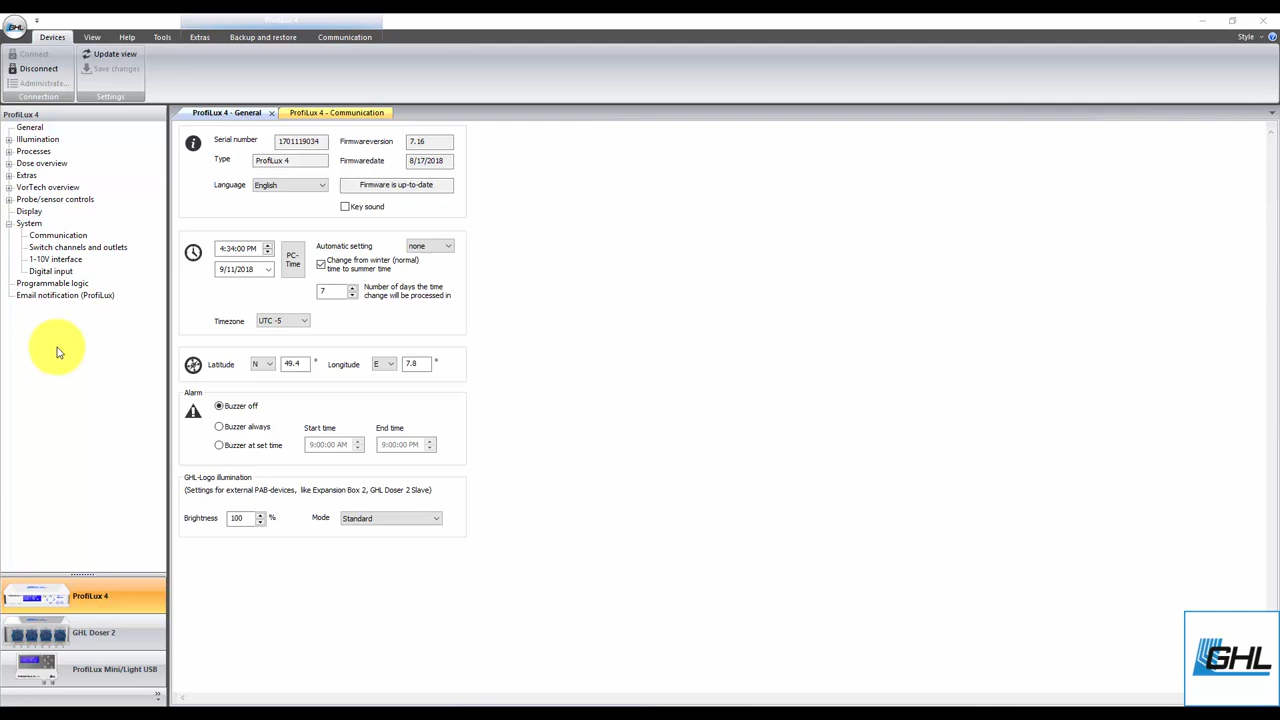 ProfiLux 4
Devices View Help Tools Extras Backup and restore Communication Style
Connect Update view
Disconnect Save changes
Administrate...
Connection Settings
ProfiLux 4
ProfiLux 4 - General ProfiLux 4 - Communication
General
Illumination
Processes
Dose overview
Extras
VorTech overview
Probe/sensor controls
Display
System
Communication
Switch channels and outlets
1-10V interface
Digital input
Programmable logic
Email notification (ProfiLux)
Serial number 1701119034 Firmwareversion 7.16
Type ProfiLux 4 Firmwaredate 8/17/2018
Language English Firmware is up-to-date
Key sound
4:34:00 PM PC-Time Automatic setting none
9/11/2018 Change from winter (normal) time to summer time
7 Number of days the time change will be processed in
Timezone UTC -5
Latitude N 49.4 ° Longitude E 7.8 °
Alarm
Buzzer off
Buzzer always Start time End time
Buzzer at set time 9:00:00 AM 9:00:00 PM
GHL-Logo illumination
(Settings for external PAB-devices, like Expansion Box 2, GHL Doser 2 Slave)
Brightness 100 % Mode Standard
ProfiLux 4
GHL Doser 2
ProfiLux Mini/Light USB
GHL